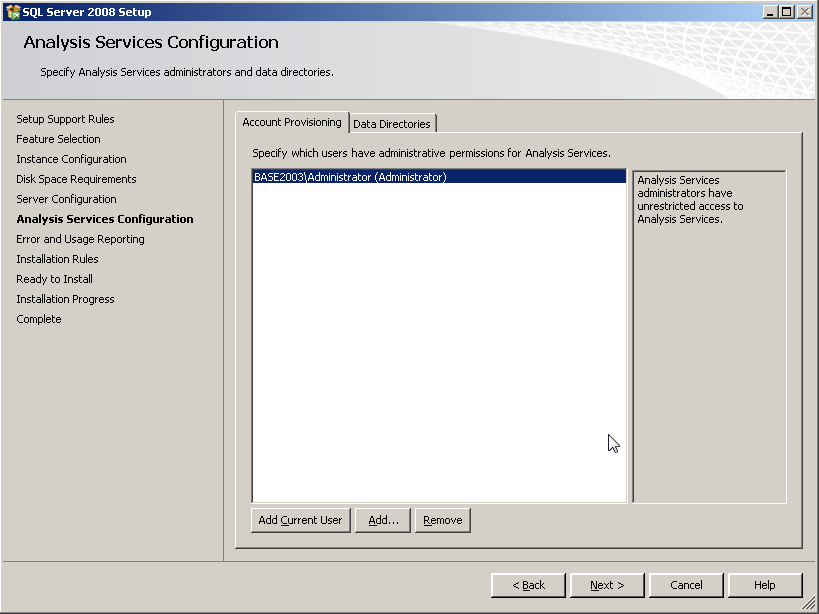 SQL Server 2008 Setup
Analysis Services Configuration
Specify Analysis Services administrators and data directories.
Setup Support Rules
Feature Selection
Instance Configuration
Disk Space Requirements
Server Configuration
Analysis Services Configuration
Error and Usage Reporting
Installation Rules
Ready to Install
Installation Progress
Complete
Account Provisioning
Data Directories
Specify which users have administrative permissions for Analysis Services.
BASE2003\Administrator (Administrator)
Analysis Services
administrators have
unrestricted access to
Analysis Services.
Add Current User
Add...
Remove
< Back
Next >
Cancel
Help